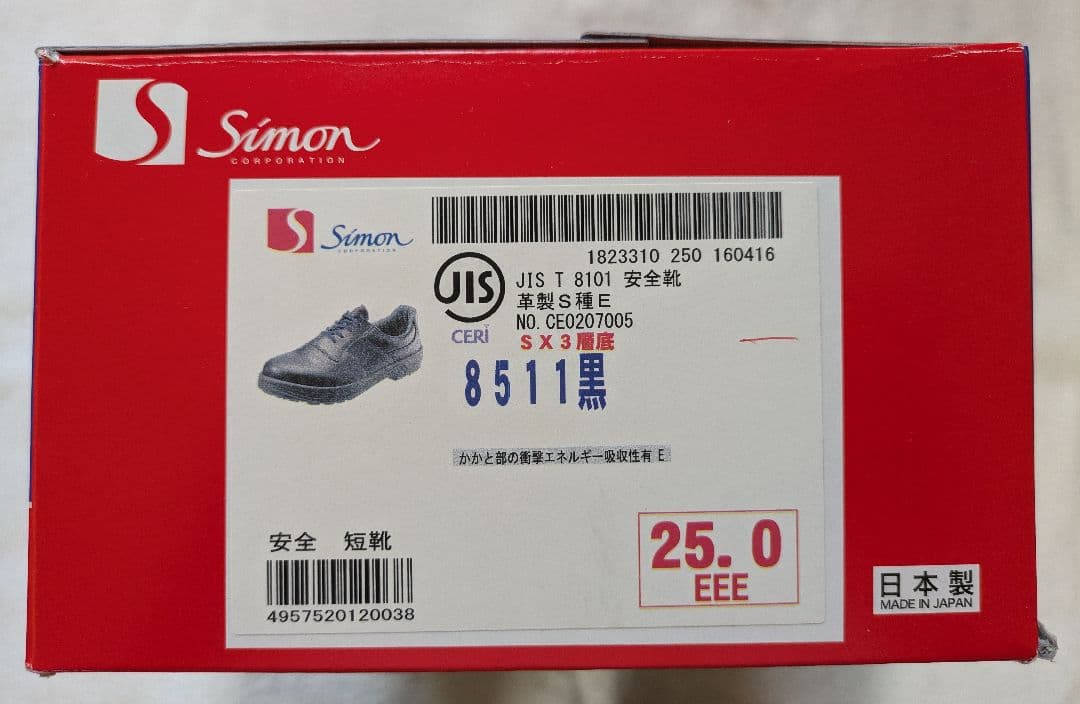 Simon
CORPORATION
Simon
CORPORATION
1823310 250 160416
JIS
JIS T 8101 安全靴
革製S種E
NO.CE0207005
CERI
SX3層底
8511黒
かかと部の衝撃エネルギー吸収性有 E
安全 短靴
4957520120038
25.0
EEE
日本製
MADE IN JAPAN